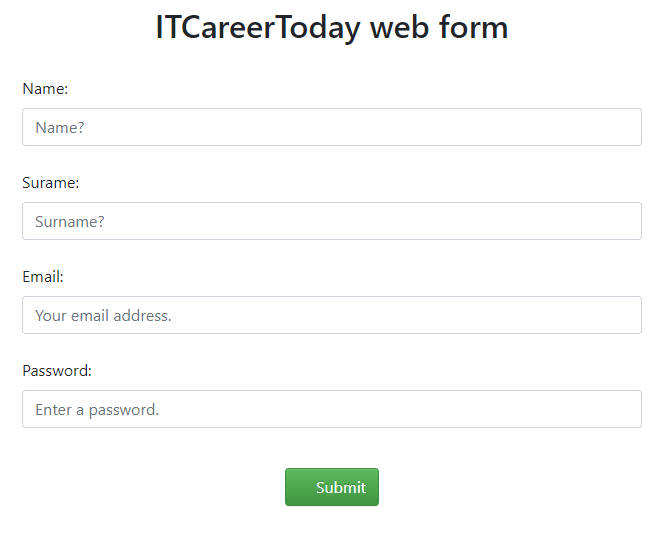 ITCareerToday web form
Name:
Name?
Surame:
Surname?
Email:
Your email address.
Password:
Enter a password.
Submit